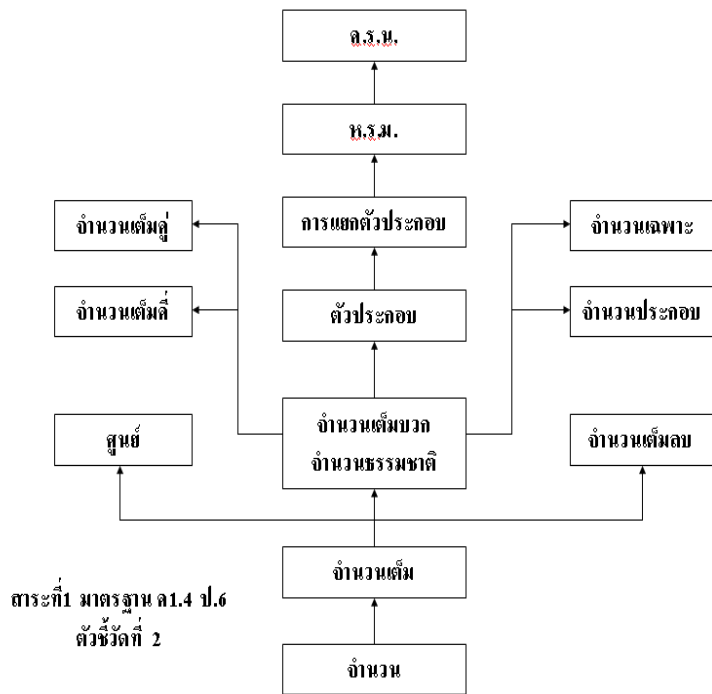 ค.ร.น.
ห.ร.ม.
การแยกตัวประกอบ
จำนวนเต็มคู่
จำนวนเฉพาะ
จำนวนเต็มคี่
ตัวประกอบ
จำนวนประกอบ
ศูนย์
จำนวนเต็มบวก
จำนวนธรรมชาติ
จำนวนเต็มลบ
จำนวนเต็ม
สาระที่1 มาตรฐาน ค1.4 ป.6
ตัวชี้วัดที่ 2
จำนวน